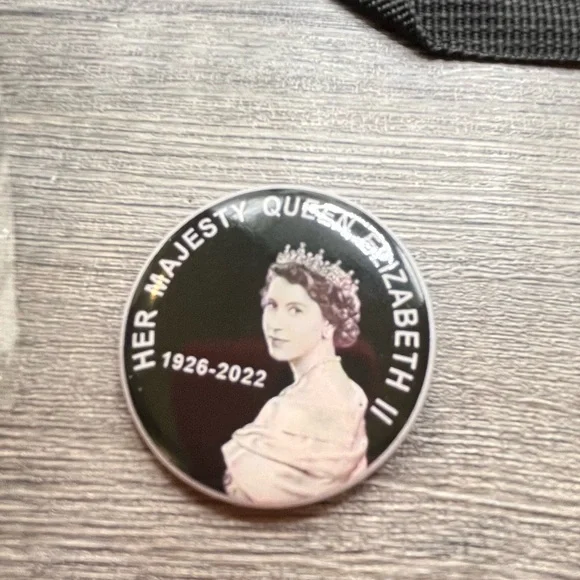 HER MAJESTY QUEEN ELIZABETH II
1926-2022